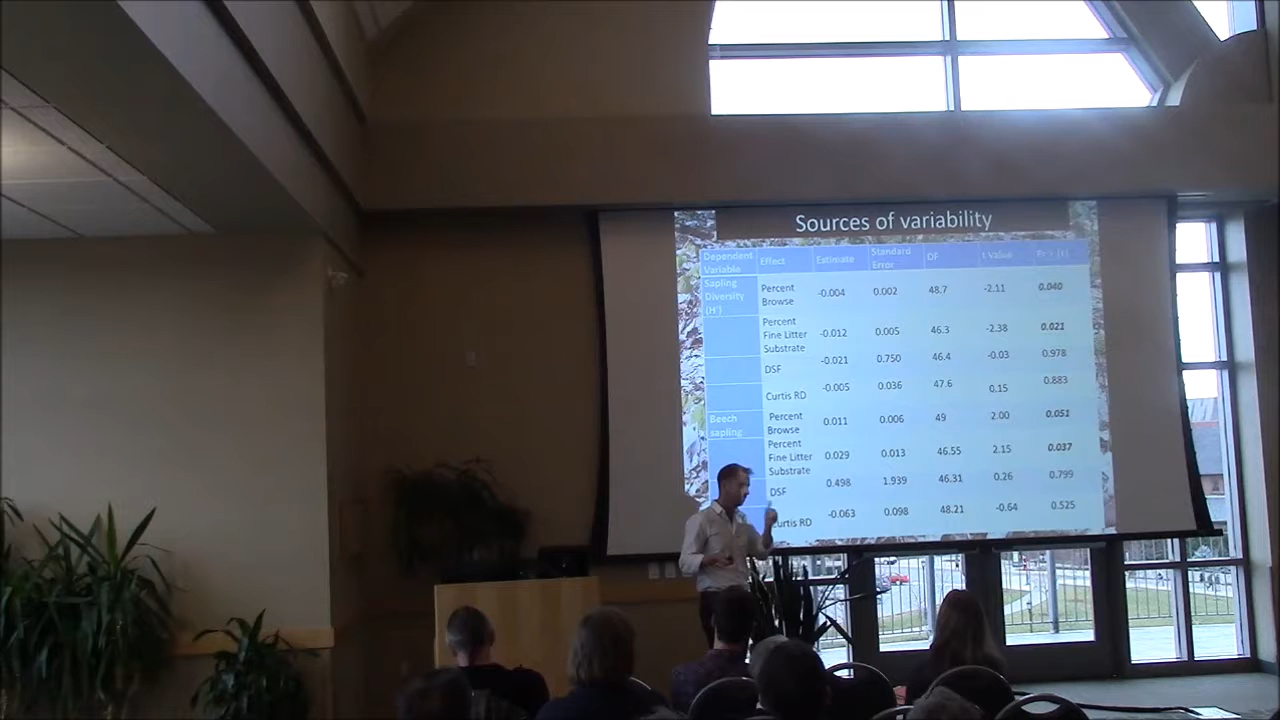 Sources of variability
Dependent Variable Effect Estimate Standard Error DF t Value Pr > |t|
Sapling Diversity (H') Percent Browse -0.004 0.002 48.7 -2.11 0.040
Percent Fine Litter Substrate -0.012 0.005 46.3 -2.38 0.021
DSF -0.021 0.750 46.4 -0.03 0.978
Curtis RD -0.005 0.036 47.6 0.15 0.883
Beech sapling Percent Browse 0.011 0.006 49 2.00 0.051
Percent Fine Litter Substrate 0.029 0.013 46.55 2.15 0.037
DSF 0.498 1.939 46.31 0.26 0.799
Curtis RD -0.063 0.098 48.21 -0.64 0.525